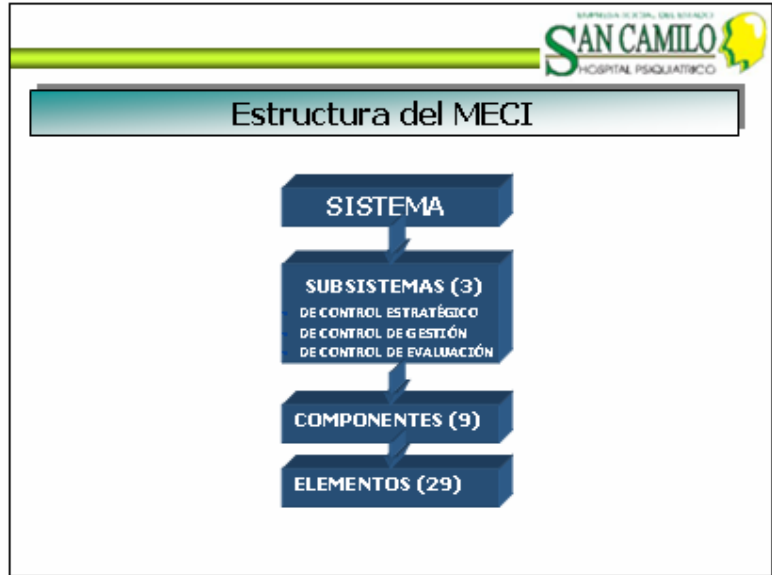 EMPRESA SOCIAL DEL ESTADO
SAN CAMILO
HOSPITAL PSIQUIATRICO
Estructura del MECI
SISTEMA
SUBSISTEMAS (3)
DE CONTROL ESTRATÉGICO
DE CONTROL DE GESTIÓN
DE CONTROL DE EVALUACIÓN
COMPONENTES (9)
ELEMENTOS (29)